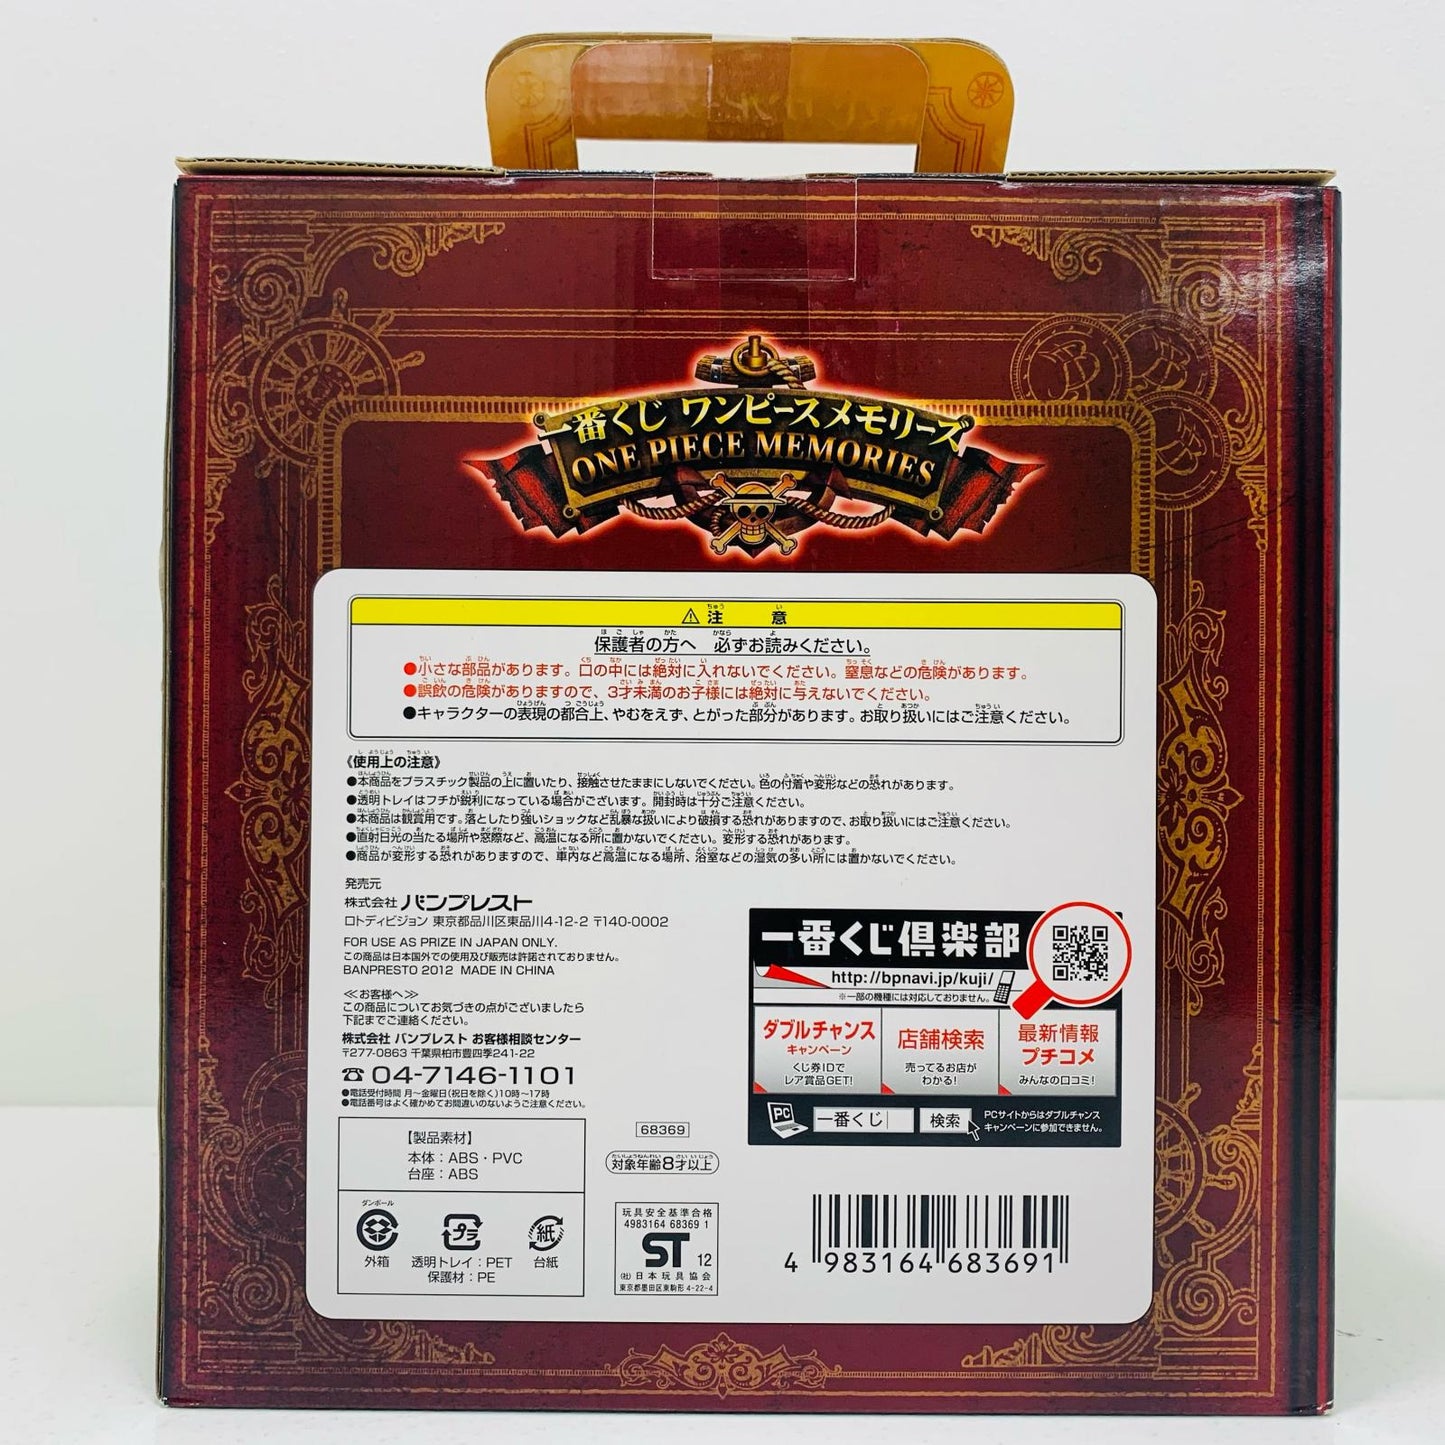 一番くじ ワンピースメモリーズ
ONE PIECE MEMORIES
⚠注意
保護者の方へ 必ずお読みください。
●小さな部品があります。口の中には絶対に入れないでください。窒息などの危険があります。
●誤飲の危険がありますので、3才未満のお子様には絶対に与えないでください。
●キャラクターの表現の都合上、やむをえず、とがった部分があります。お取り扱いにはご注意ください。
《使用上の注意》
●本商品をプラスチック製品の上に置いたり、接触させたままにしないでください。色の付着や変形などの恐れがあります。
●透明トレイはフチが鋭利になっている場合がございます。開封時は十分ご注意ください。
●本商品は観賞用です。落としたり強いショックなど乱暴な扱いにより破損する恐れがありますので、お取り扱いにはご注意ください。
●直射日光の当たる場所や窓際など、高温になる所に置かないでください。変形する恐れがあります。
●商品が変形する恐れがありますので、車内など高温になる場所、浴室などの湿気の多い所には置かないでください。
発売元
株式会社 バンプレスト
ロトディビジョン 東京都品川区東品川4-12-2 〒140-0002
FOR USE AS PRIZE IN JAPAN ONLY.
この商品は日本国外での使用及び販売は許諾されておりません。
BANPRESTO 2012 MADE IN CHINA
≪お客様へ≫
この商品についてお気づきの点がございましたら
下記までご連絡ください。
株式会社 バンプレスト お客様相談センター
〒277-0863 千葉県柏市豊四季241-22
☎ 04-7146-1101
●電話受付時間 月〜金曜日(祝日を除く)10時〜17時
●電話番号はよく確かめてお間違いのないようご注意ください。
【製品素材】
本体：ABS・PVC
台座：ABS
ダンボール
外箱
プラ
透明トレイ：PET
保護材：PE
紙
台紙
68369
対象年齢8才以上
玩具安全基準合格
4983164 68369 1
ST 12
(社)日本玩具協会
東京都墨田区東駒形4-22-4
一番くじ倶楽部
http://bpnavi.jp/kuji/
※一部の機種には対応しておりません。
ダブルチャンス
キャンペーン
くじ券IDで
レア賞品GET!
店舗検索
売ってるお店が
わかる!
最新情報
プチコメ
みんなの口コミ!
PC
一番くじ
検索
PCサイトからはダブルチャンス
キャンペーンに参加できません。
4 983164 683691